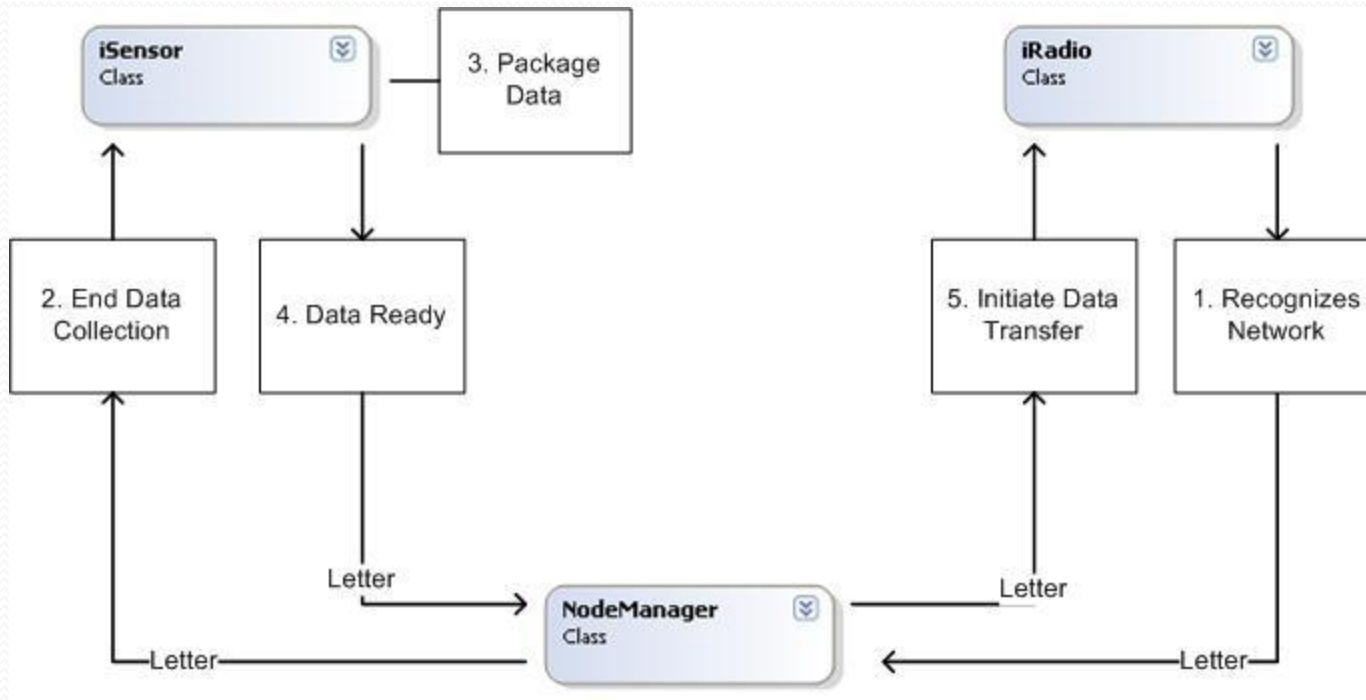 iSensor
Class
3. Package
Data
iRadio
Class
2. End Data
Collection
4. Data Ready
5. Initiate Data
Transfer
1. Recognizes
Network
Letter
Letter
NodeManager
Class
Letter
Letter